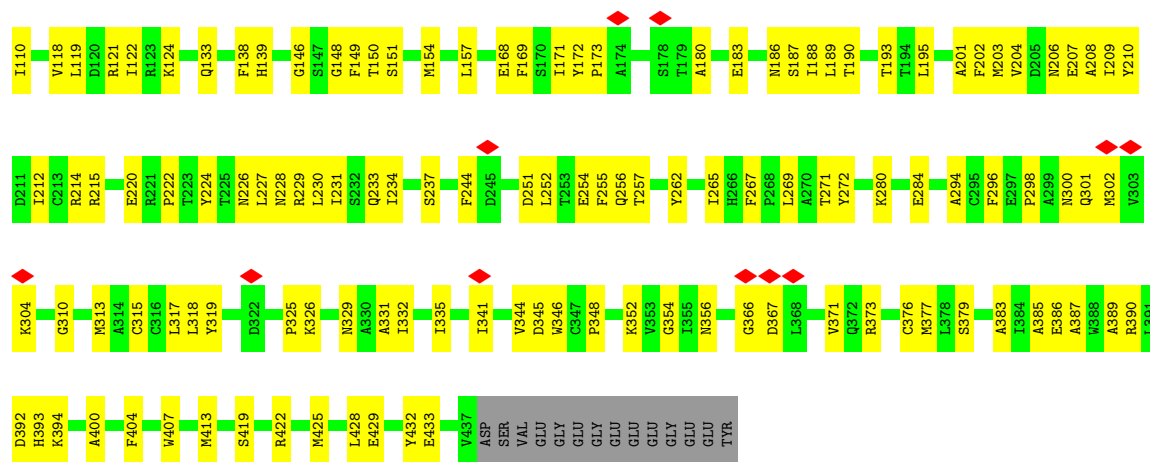 I110 V118 L119 D120 R121 I122 R123 K124 Q133 F138 H139 G146 S147 G148 F149 T150 S151 M154 L157 E168 F169 S170 I171 Y172 P173 A174 S178 T179 A180 E183 N186 S187 I188 L189 T190 T193 T194 L195 A201 F202 M203 V204 D205 N206 E207 A208 I209 Y210
D211 I212 C213 R214 R215 E220 R221 P222 T223 Y224 T225 N226 L227 N228 R229 L230 I231 S232 Q233 I234 S237 F244 D245 D251 L252 T253 E254 F255 Q256 T257 Y262 I265 H266 F267 P268 L269 A270 T271 Y272 K280 E284 A294 C295 F296 E297 P298 A299 N300 Q301 M302 V303
K304 G310 M313 A314 C315 C316 L317 L318 Y319 D322 P325 K326 N329 A330 A331 I332 I335 I341 V344 D345 W346 C347 P348 K352 V353 G354 I355 N356 G366 D367 L368 V371 Q372 R373 C376 M377 L378 S379 A383 I384 A385 E386 A387 W388 A389 R390 L391
D392 H393 K394 A400 F404 W407 M413 S419 R422 M425 L428 E429 Y432 E433 V437 ASP SER VAL GLU GLY GLU GLY GLU GLU GLU GLY GLU GLU TYR